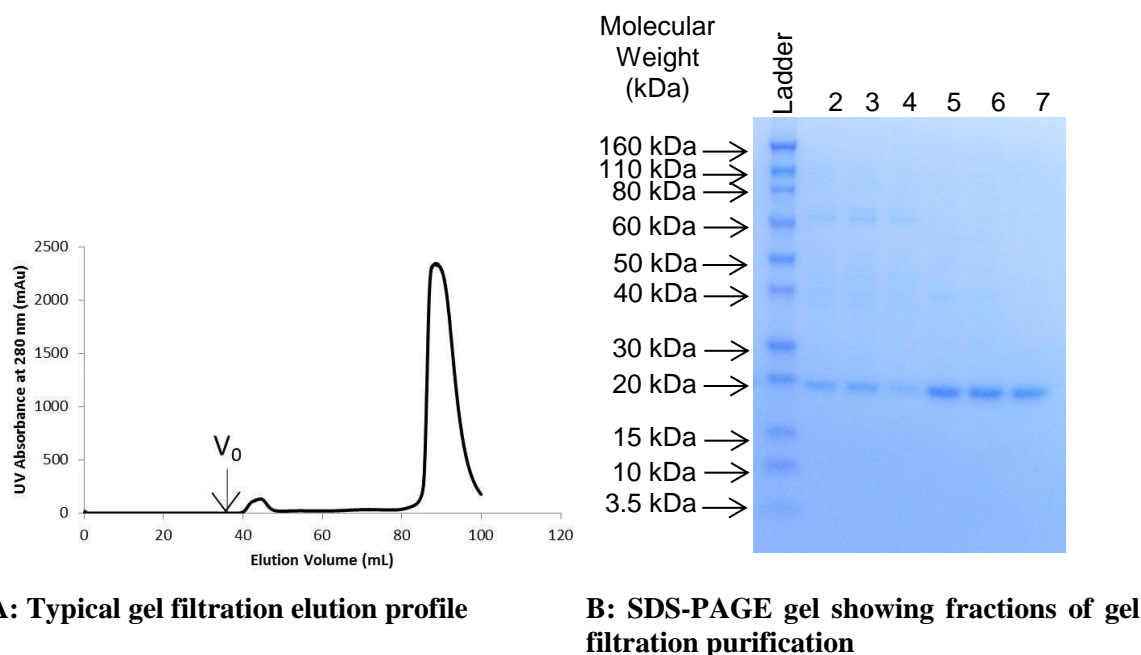 Molecular
Weight
(kDa)
Ladder
2 3 4 5 6 7
160 kDa
110 kDa
80 kDa
60 kDa
50 kDa
40 kDa
30 kDa
20 kDa
15 kDa
10 kDa
3.5 kDa
UV Absorbance at 280 nm (mAu)
2500
2000
1500
1000
500
0
V0
0 20 40 60 80 100 120
Elution Volume (mL)
: Typical gel filtration elution profile
B: SDS-PAGE gel showing fractions of gel
filtration purification